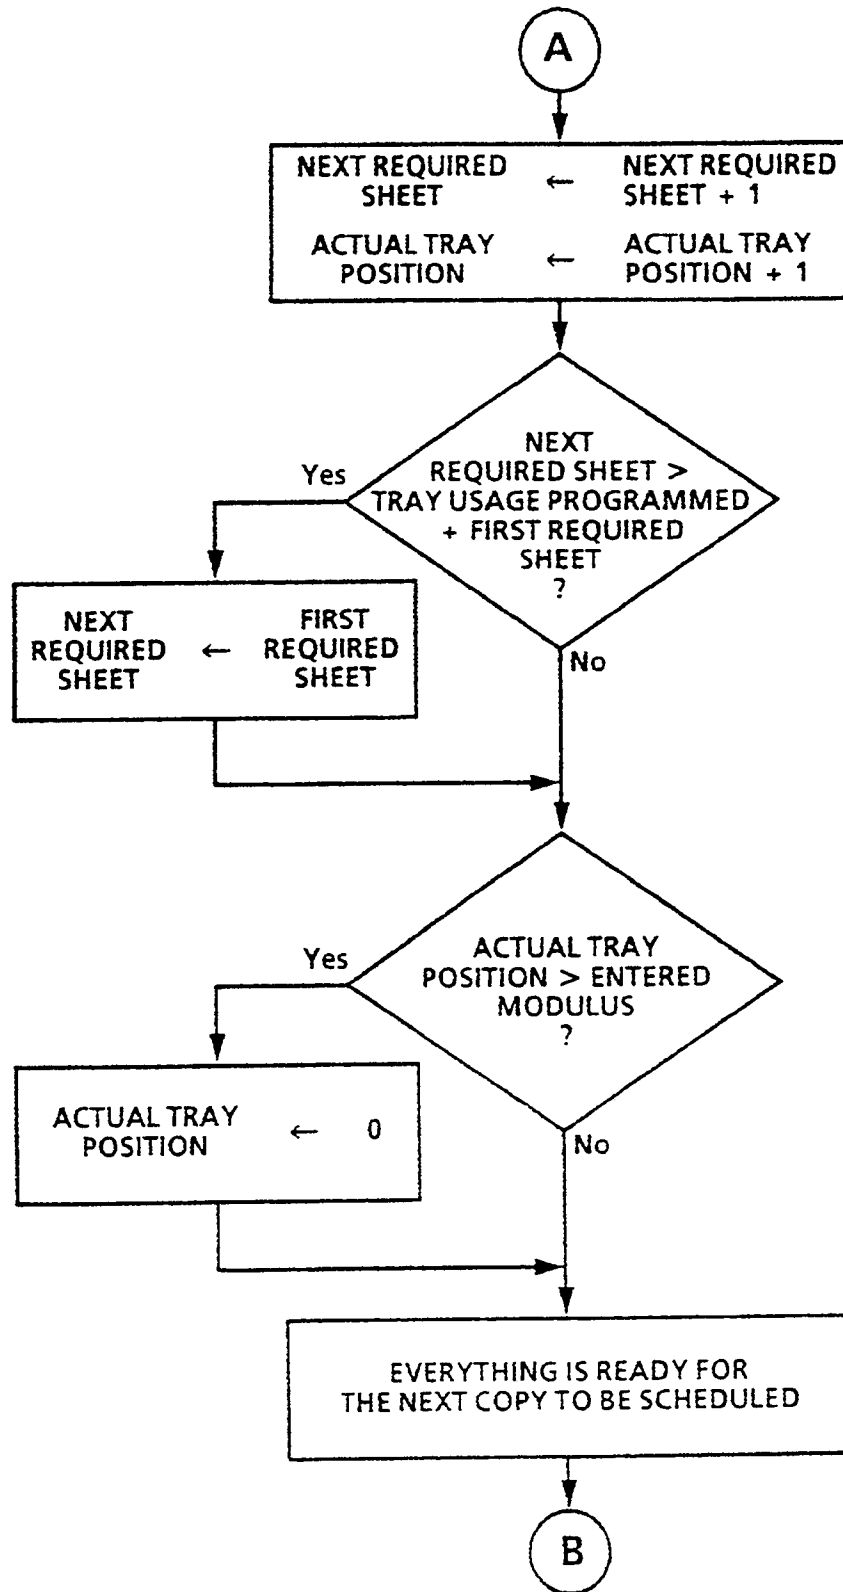 A
NEXT REQUIRED ← NEXT REQUIRED
SHEET SHEET + 1
ACTUAL TRAY ← ACTUAL TRAY
POSITION POSITION + 1
NEXT
REQUIRED SHEET >
TRAY USAGE PROGRAMMED
+ FIRST REQUIRED
SHEET
?
Yes
No
NEXT FIRST
REQUIRED ← REQUIRED
SHEET SHEET
ACTUAL TRAY
POSITION > ENTERED
MODULUS
?
Yes
No
ACTUAL TRAY ← 0
POSITION
EVERYTHING IS READY FOR
THE NEXT COPY TO BE SCHEDULED
B